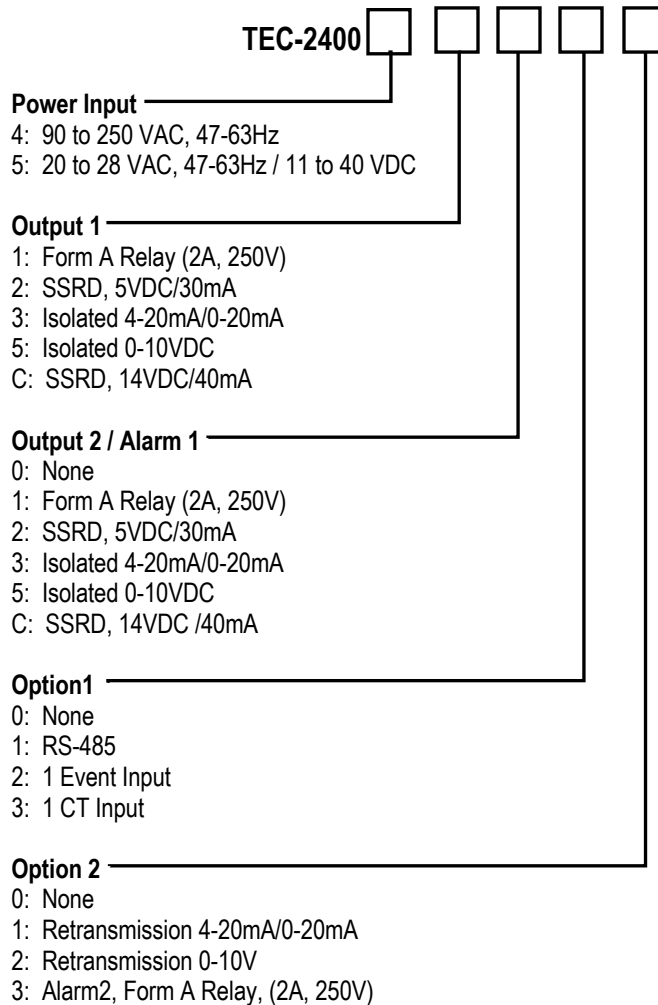 TEC-2400
Power Input
4: 90 to 250 VAC, 47-63Hz
5: 20 to 28 VAC, 47-63Hz / 11 to 40 VDC
Output 1
1: Form A Relay (2A, 250V)
2: SSRD, 5VDC/30mA
3: Isolated 4-20mA/0-20mA
5: Isolated 0-10VDC
C: SSRD, 14VDC/40mA
Output 2 / Alarm 1
0: None
1: Form A Relay (2A, 250V)
2: SSRD, 5VDC/30mA
3: Isolated 4-20mA/0-20mA
5: Isolated 0-10VDC
C: SSRD, 14VDC /40mA
Option1
0: None
1: RS-485
2: 1 Event Input
3: 1 CT Input
Option 2
0: None
1: Retransmission 4-20mA/0-20mA
2: Retransmission 0-10V
3: Alarm2, Form A Relay, (2A, 250V)